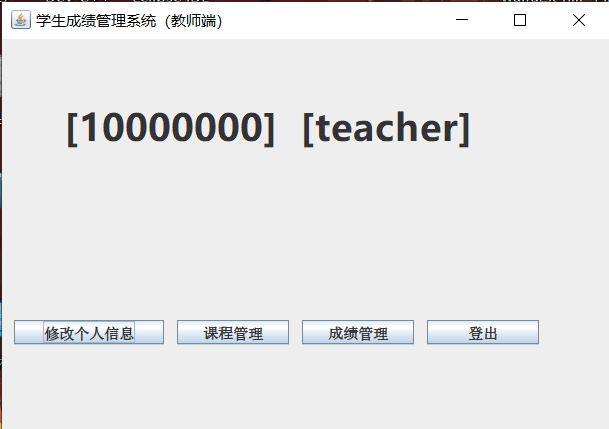 学生成绩管理系统（教师端）
[10000000] [teacher]
修改个人信息 课程管理 成绩管理 登出